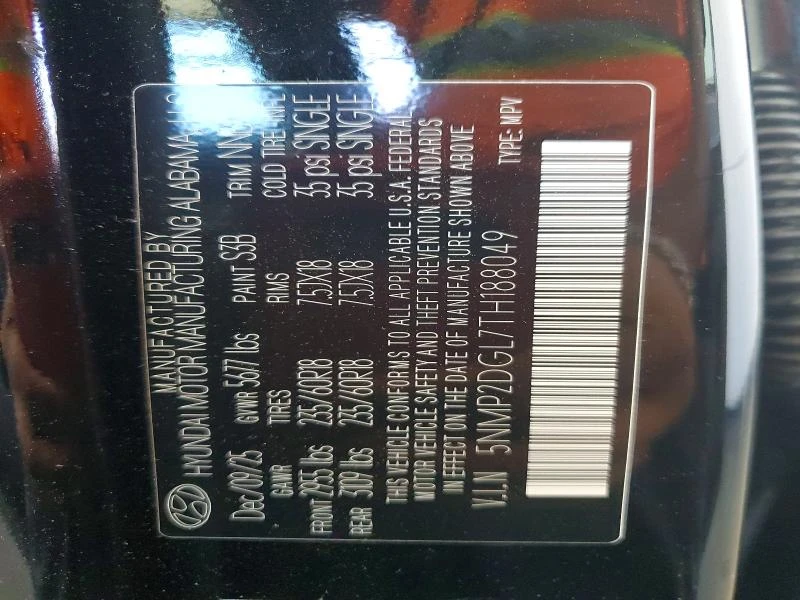 MANUFACTURED BY
HYUNDAI MOTOR MANUFACTURING ALABAMA, LLC
Dec/09/25 GVWR 5677 lbs PAINT S3B TRIM
GAWR TIRES RIMS COLD TIRE INFL
FRONT 2855 lbs 235/60R18 7.5JX18 35 psi SINGLE
REAR 3109 lbs 235/60R18 7.5JX18 35 psi SINGLE
THIS VEHICLE CONFORMS TO ALL APPLICABLE U.S.A. FEDERAL
MOTOR VEHICLE SAFETY AND THEFT PREVENTION STANDARDS
IN EFFECT ON THE DATE OF MANUFACTURE SHOWN ABOVE
V.I.N 5NMP2DGL7TH188049 TYPE: MPV